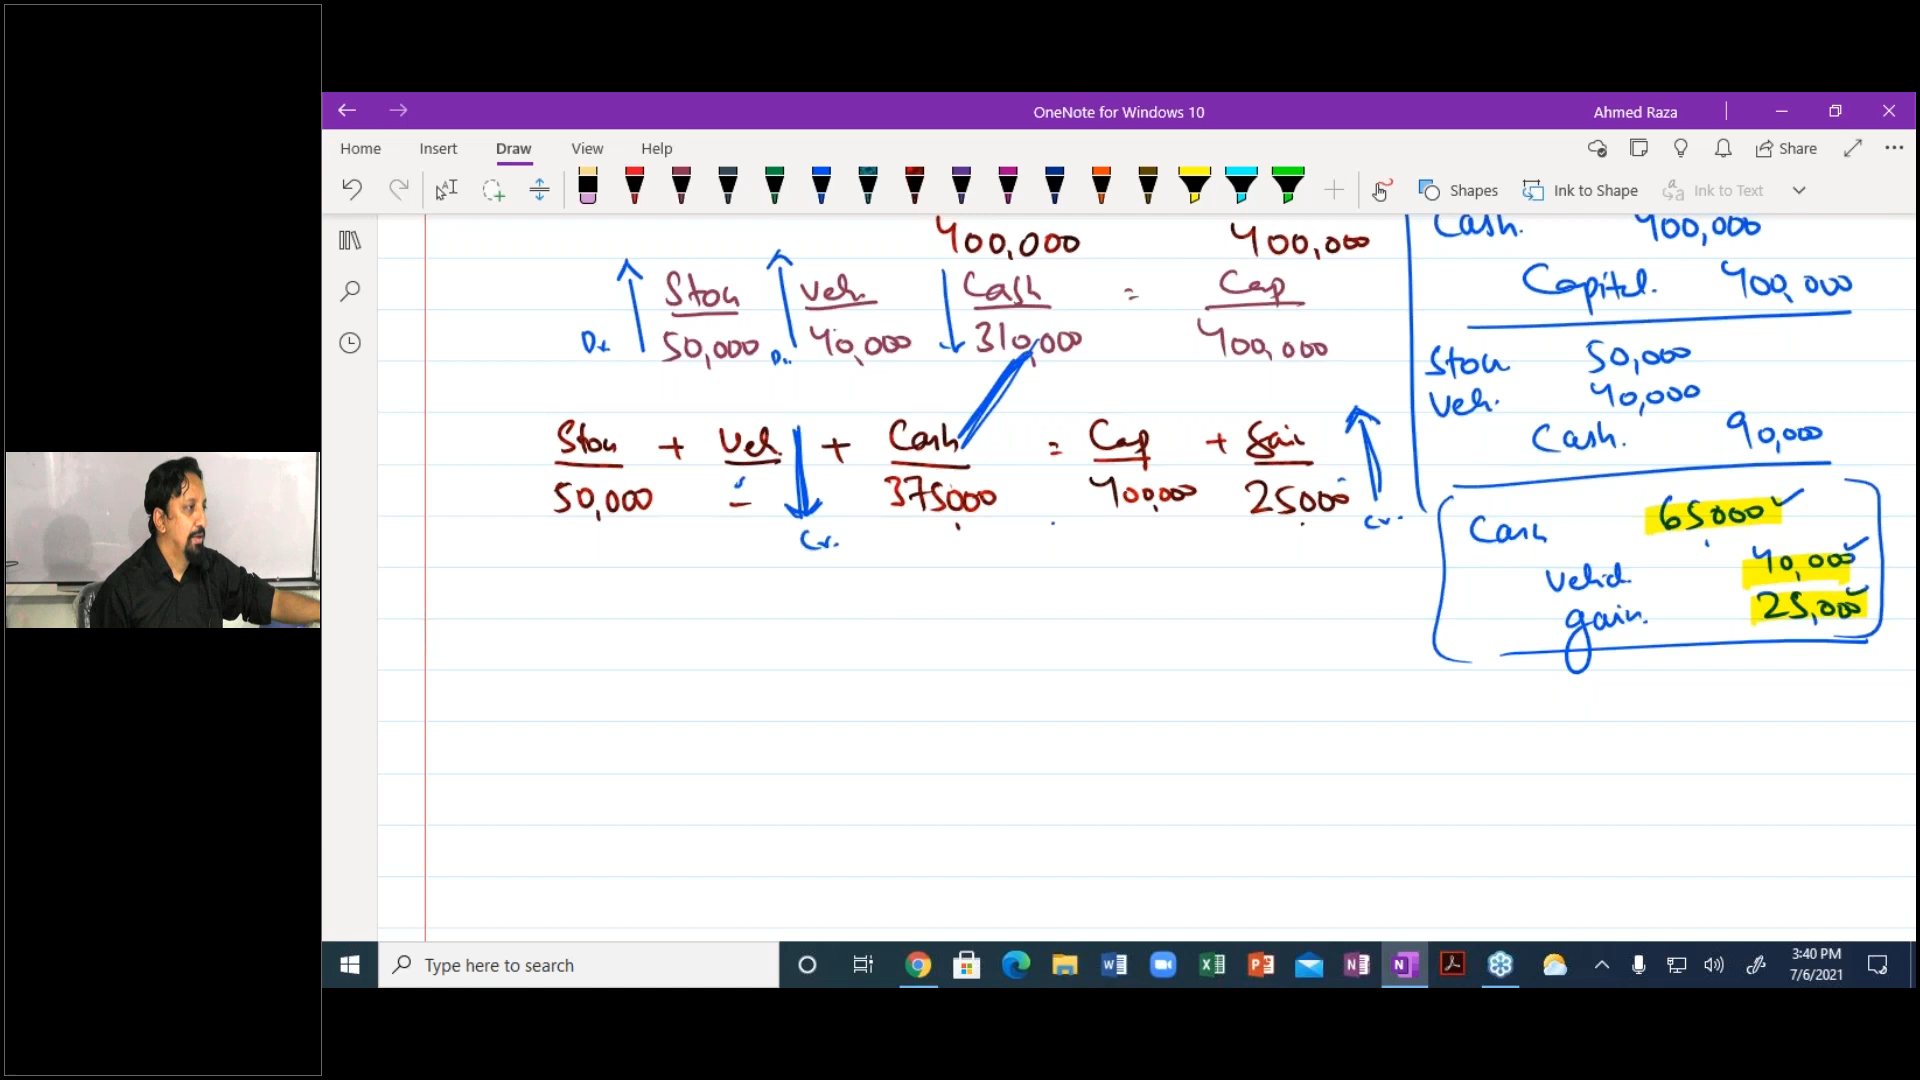 OneNote for Windows 10
Ahmed Raza
Home Insert Draw View Help
Share
Shapes Ink to Shape Ink to Text
400,000 400,000
Stock Veh. Cash = Cap
Dr 50,000 Dr. 40,000 310,000 400,000
Stock + Veh. + Cash = Cap + Gain
50,000 - 375000 400,000 25000
Cr. Cr.
Cash. 400,000
Capital. 400,000
Stock 50,000
Veh. 40,000
Cash. 90,000
Cash 65000
Vehicl. 40,000
gain. 25,000
Type here to search
3:40 PM
7/6/2021